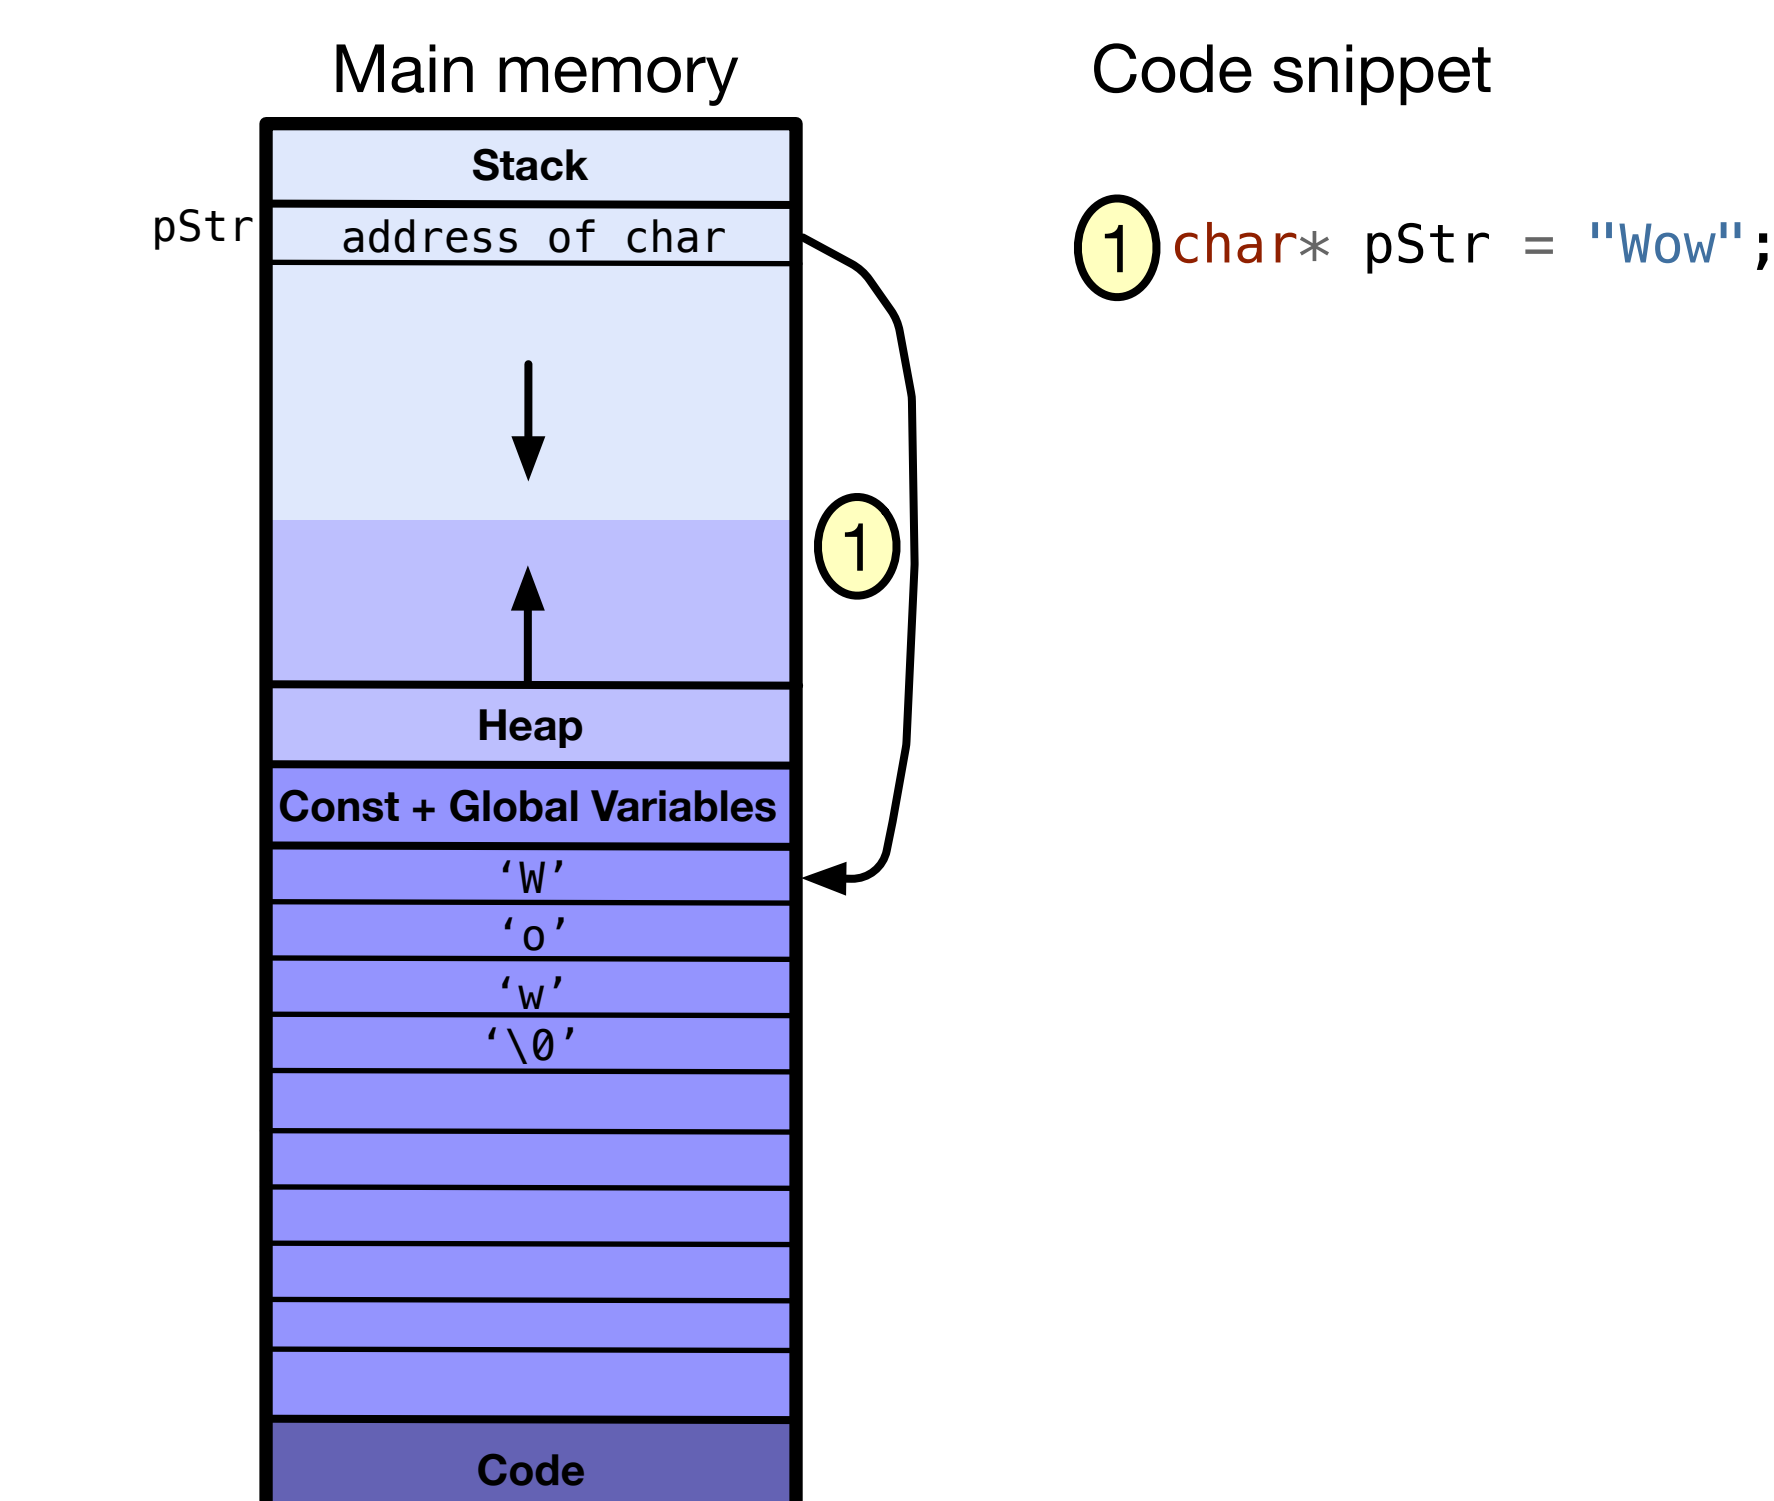 Main memory
Code snippet
Stack
pStr
address of char
1
char* pStr = "Wow";
1
Heap
Const + Global Variables
‘W’
‘o’
‘w’
‘\0’
Code